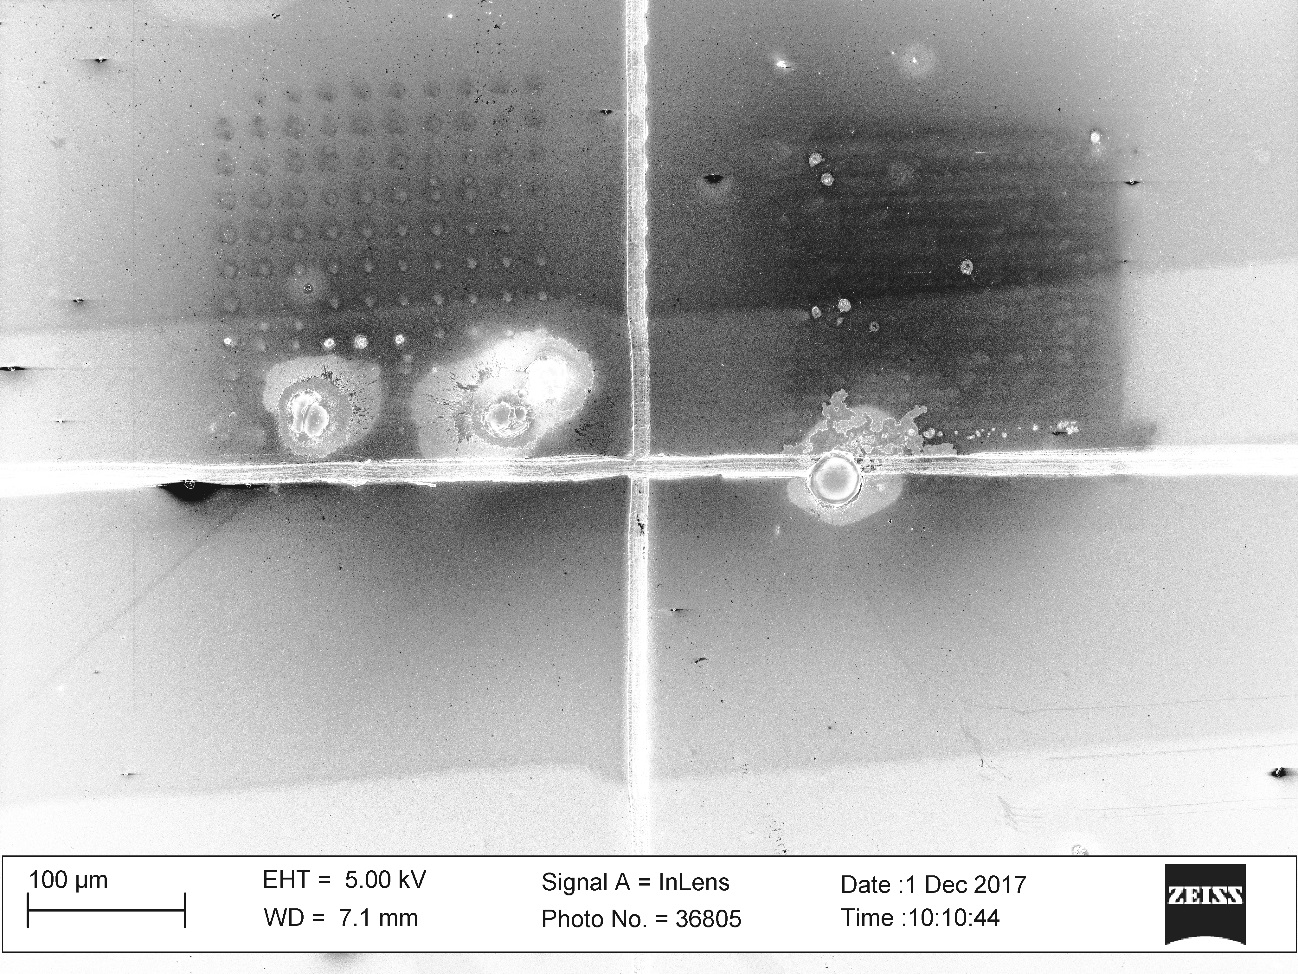 100 µm
EHT = 5.00 kV
Signal A = InLens
Date :1 Dec 2017
WD = 7.1 mm
Photo No. = 36805
Time :10:10:44
ZEISS